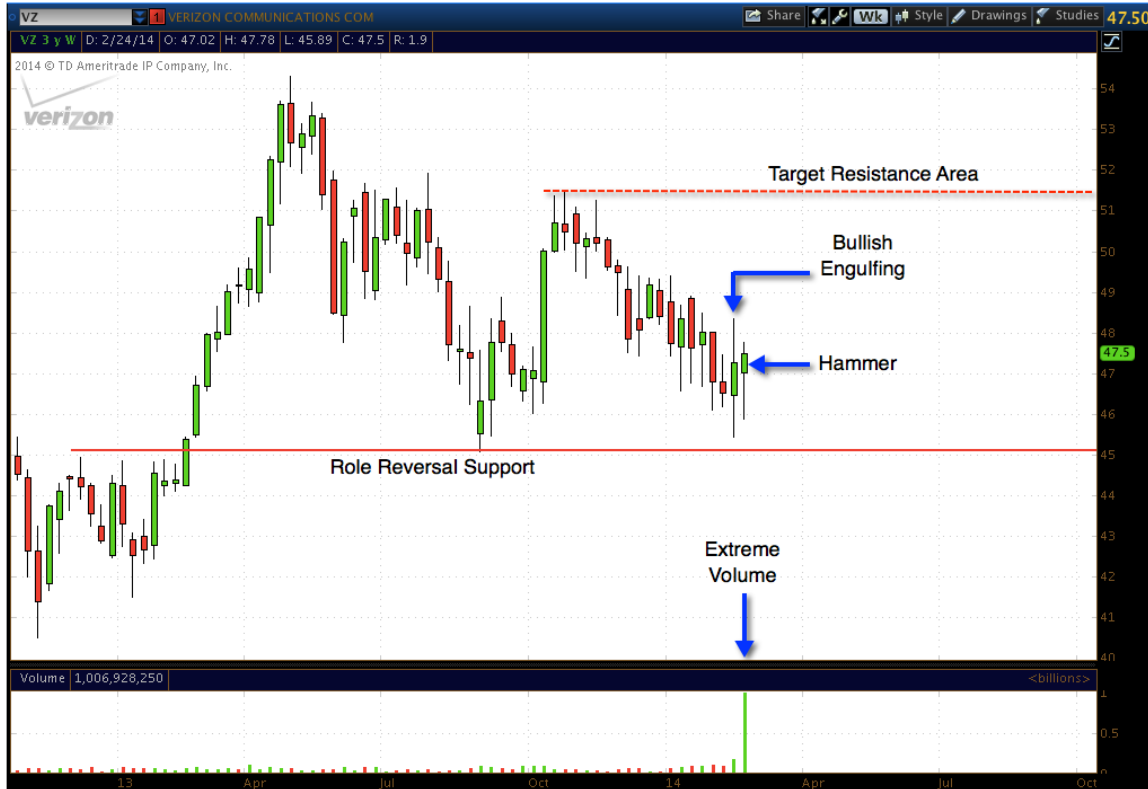 VZ 1 VERIZON COMMUNICATIONS COM Share Wk Style Drawings Studies 47.50
VZ 3 y W D: 2/24/14 O: 47.02 H: 47.78 L: 45.89 C: 47.5 R: 1.9
2014 © TD Ameritrade IP Company, Inc.
verizon
54
53
52
Target Resistance Area
51
Bullish
Engulfing
50
49
48
47.5
Hammer
47
46
45
Role Reversal Support
44
43
Extreme
Volume
42
41
40
Volume 1,006,928,250 <billions>
1
0.5
0
13 Apr Jul Oct 14 Apr Jul Oct